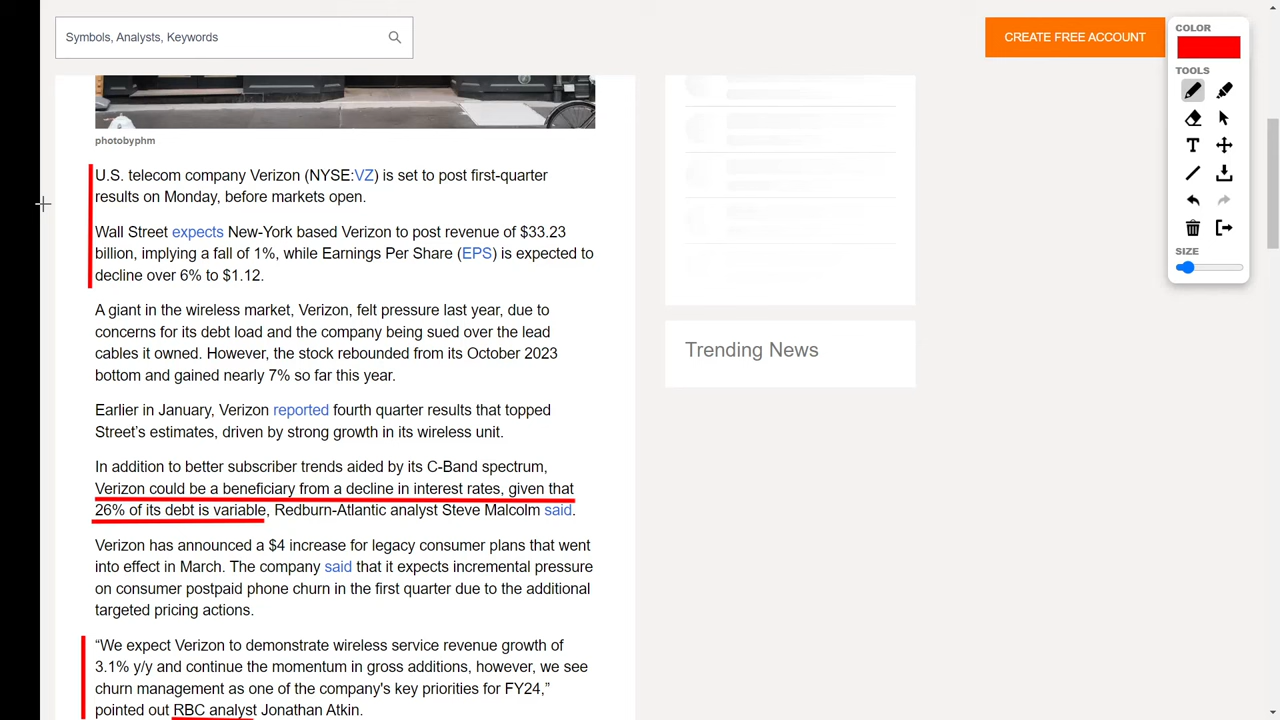 Symbols, Analysts, Keywords
CREATE FREE ACCOUNT
COLOR
TOOLS
T
SIZE
photobyphm
U.S. telecom company Verizon (NYSE:VZ) is set to post first-quarter
results on Monday, before markets open.
Wall Street expects New-York based Verizon to post revenue of $33.23
billion, implying a fall of 1%, while Earnings Per Share (EPS) is expected to
decline over 6% to $1.12.
A giant in the wireless market, Verizon, felt pressure last year, due to
concerns for its debt load and the company being sued over the lead
cables it owned. However, the stock rebounded from its October 2023
bottom and gained nearly 7% so far this year.
Earlier in January, Verizon reported fourth quarter results that topped
Street’s estimates, driven by strong growth in its wireless unit.
In addition to better subscriber trends aided by its C-Band spectrum,
Verizon could be a beneficiary from a decline in interest rates, given that
26% of its debt is variable, Redburn-Atlantic analyst Steve Malcolm said.
Verizon has announced a $4 increase for legacy consumer plans that went
into effect in March. The company said that it expects incremental pressure
on consumer postpaid phone churn in the first quarter due to the additional
targeted pricing actions.
“We expect Verizon to demonstrate wireless service revenue growth of
3.1% y/y and continue the momentum in gross additions, however, we see
churn management as one of the company's key priorities for FY24,”
pointed out RBC analyst Jonathan Atkin.
Trending News